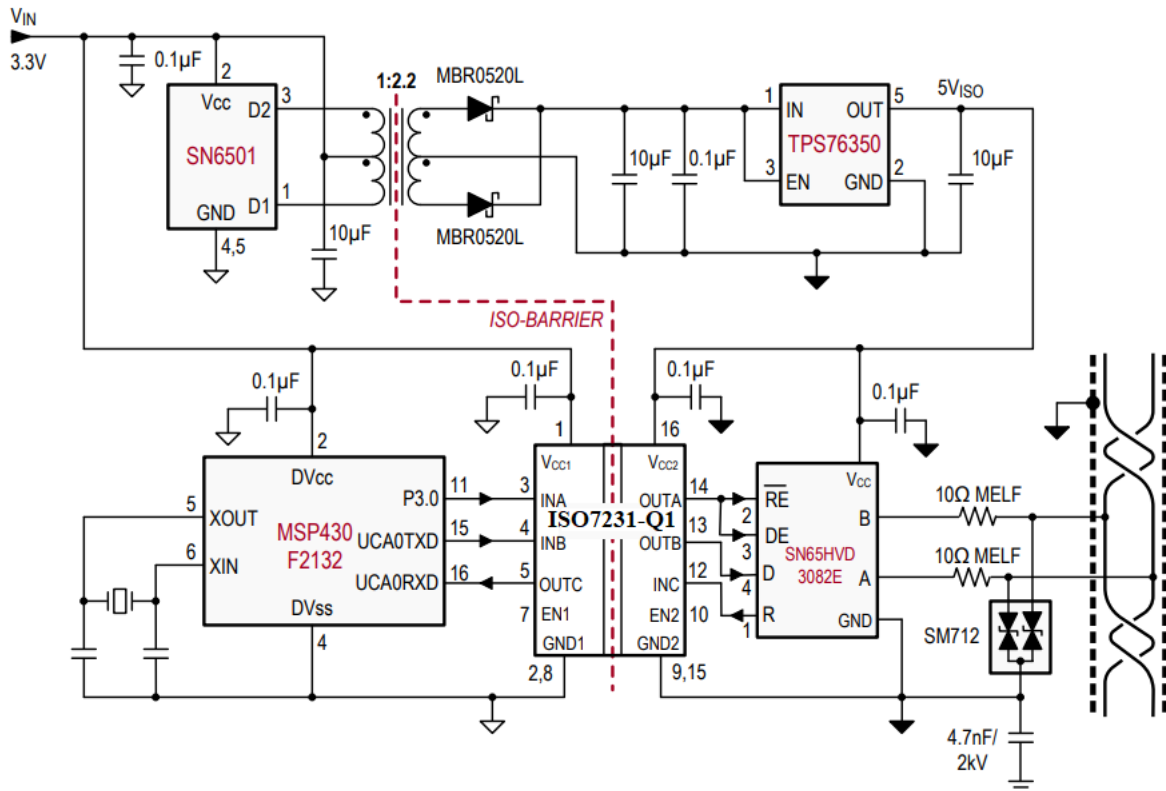 VIN
3.3V
0.1µF
2
Vcc
D2
3
SN6501
D1
1
GND
4,5
10µF
1:2.2
MBR0520L
MBR0520L
10µF
0.1µF
1
IN
OUT
5
TPS76350
3
EN
GND
2
5VISO
10µF
ISO-BARRIER
0.1µF
2
DVcc
5
XOUT
MSP430
F2132
6
XIN
P3.0
11
UCA0TXD
15
UCA0RXD
16
DVss
4
0.1µF
1
VCC1
3
INA
4
INB
5
OUTC
7
EN1
GND1
2,8
ISO7231-Q1
0.1µF
16
VCC2
OUTA
14
OUTB
13
INC
12
EN2
10
GND2
9,15
0.1µF
Vcc
RE
2
DE
3
D
4
R
1
SN65HVD
3082E
B
A
GND
10Ω MELF
10Ω MELF
SM712
4.7nF/
2kV